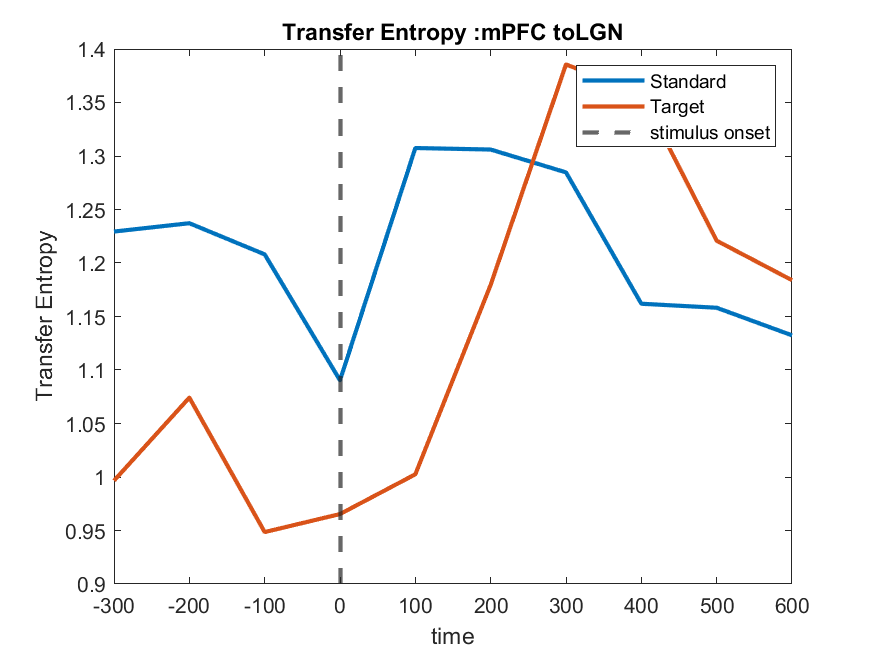 Transfer Entropy :mPFC toLGN
1.4
1.35
1.3
1.25
1.2
1.15
1.1
1.05
1
0.95
0.9
Transfer Entropy
Standard
Target
stimulus onset
-300 -200 -100 0 100 200 300 400 500 600
time